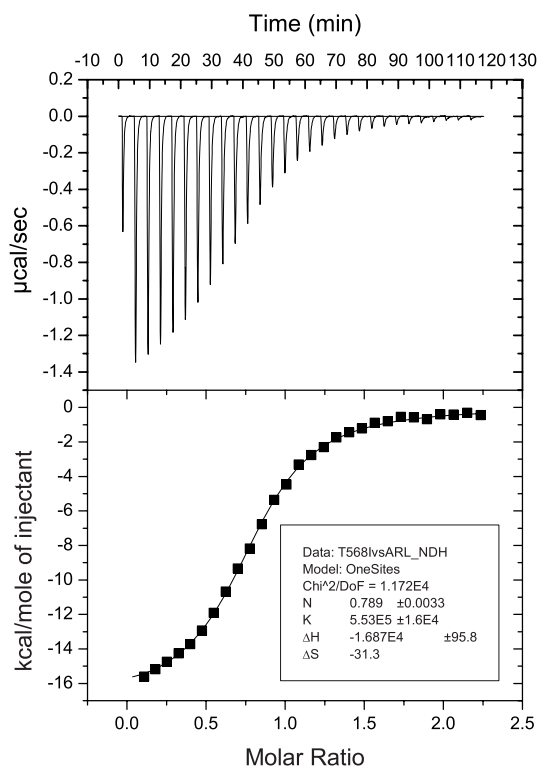 Time (min)
-10 0 10 20 30 40 50 60 70 80 90 100 110 120 130
0.2
0.0
-0.2
-0.4
-0.6
-0.8
-1.0
-1.2
-1.4
µcal/sec
0
-2
-4
-6
-8
-10
-12
-14
-16
kcal/mole of injectant
Data: T568IvsARL_NDH
Model: OneSites
Chi^2/DoF = 1.172E4
N 0.789 ±0.0033
K 5.53E5 ±1.6E4
ΔH -1.687E4 ±95.8
ΔS -31.3
0.0 0.5 1.0 1.5 2.0 2.5
Molar Ratio